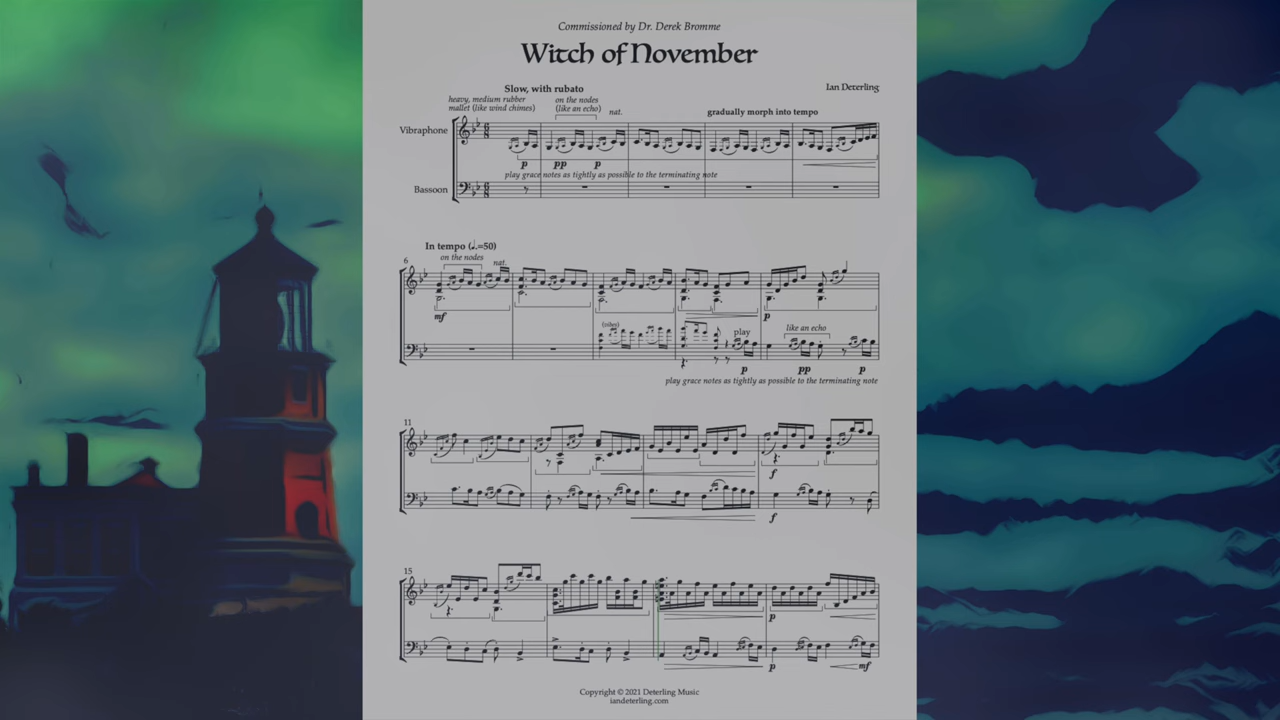 Commissioned by Dr. Derek Bromme
Witch of November
Ian Deterling
Slow, with rubato
heavy, medium rubber
mallet (like wind chimes)
on the nodes
(like an echo)
nat.
gradually morph into tempo
Vibraphone
p pp p
play grace notes as tightly as possible to the terminating note
Bassoon
In tempo (♩.=50)
6
on the nodes
nat.
mf
p
(vibes)
play
like an echo
p pp p
play grace notes as tightly as possible to the terminating note
11
f
f
15
p
p mf
Copyright © 2021 Deterling Music
iandeterling.com